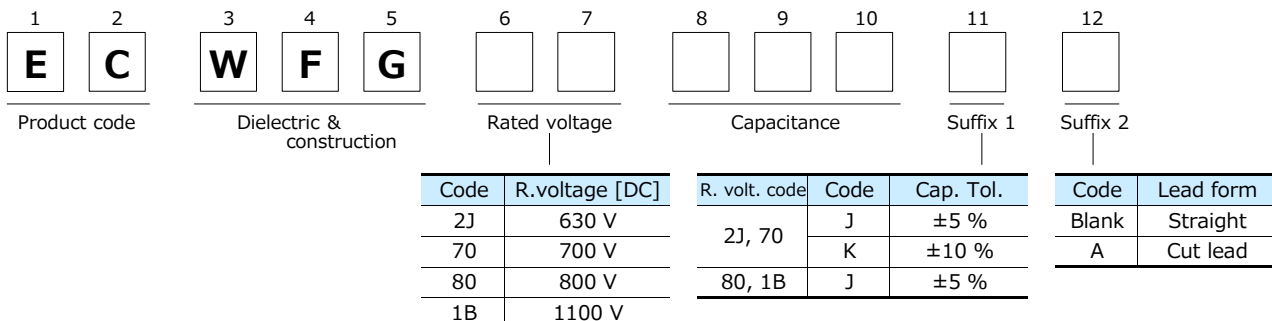 1 2 3 4 5 6 7 8 9 10 11 12
E C W F G
Product code Dielectric & construction Rated voltage Capacitance Suffix 1 Suffix 2
Code R.voltage [DC]
2J 630 V
70 700 V
80 800 V
1B 1100 V
R. volt. code Code Cap. Tol.
2J, 70 J ±5 %
K ±10 %
80, 1B J ±5 %
Code Lead form
Blank Straight
A Cut lead